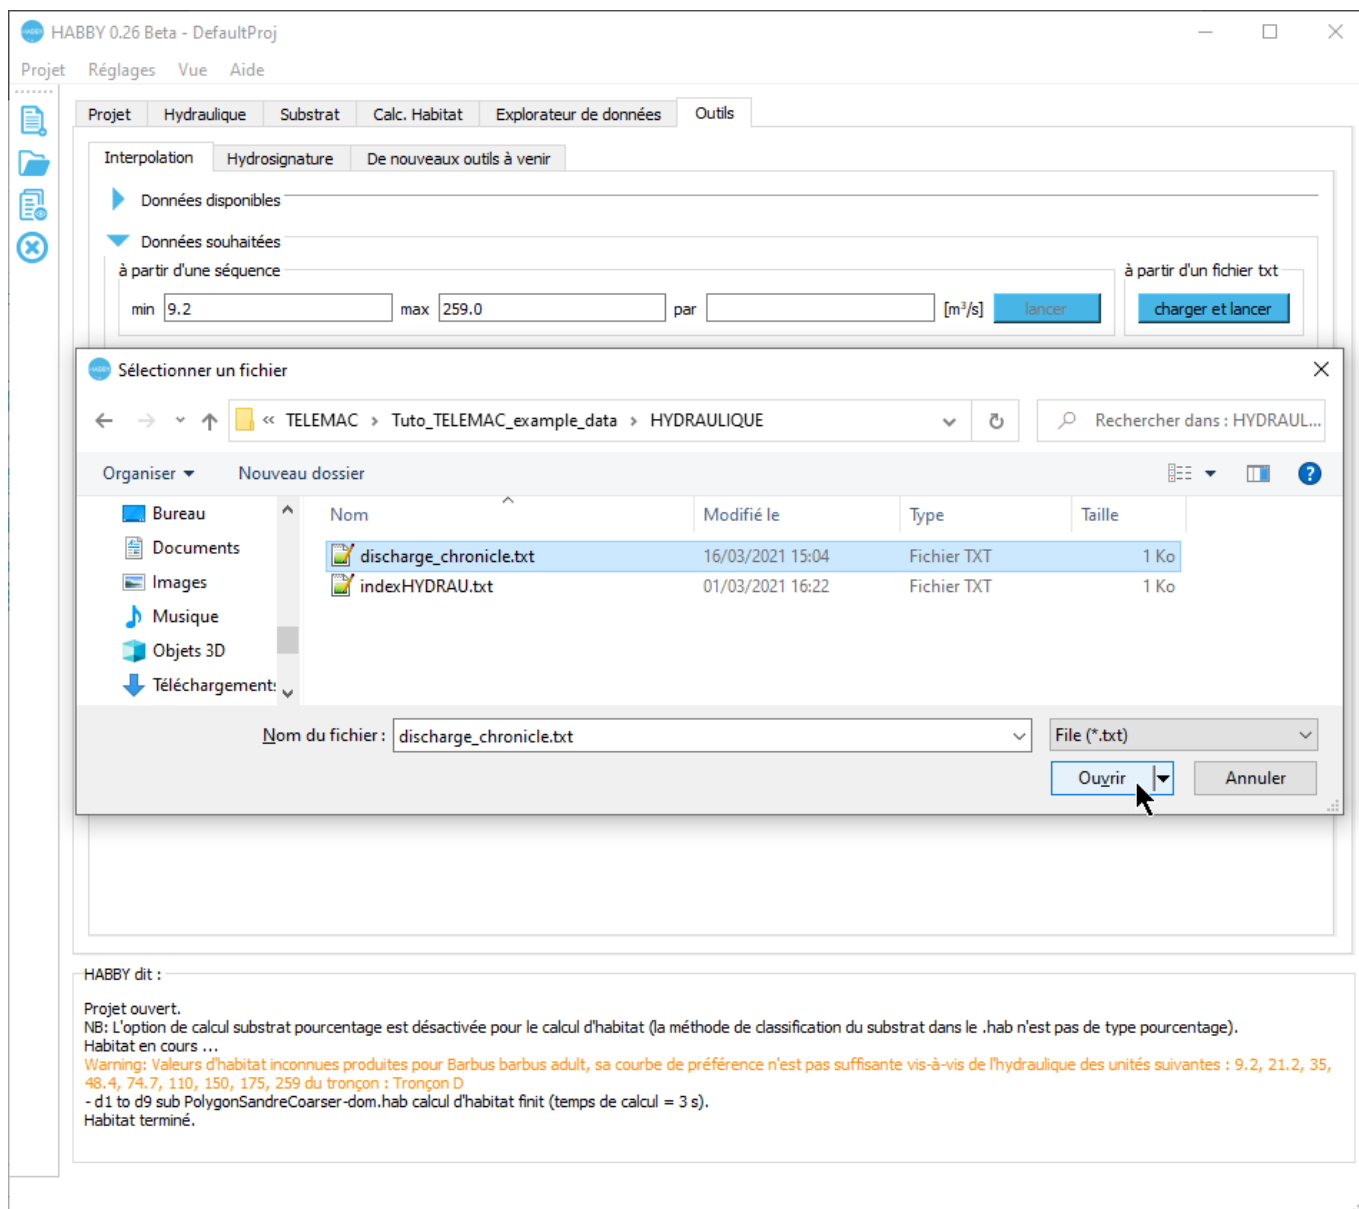 HABBY 0.26 Beta - DefaultProj
Projet Réglages Vue Aide
Projet Hydraulique Substrat Calc. Habitat Explorateur de données Outils
Interpolation Hydrosignature De nouveaux outils à venir
Données disponibles
Données souhaitées
à partir d'une séquence à partir d'un fichier txt
min 9.2 max 259.0 par [m³/s] lancer charger et lancer
Sélectionner un fichier
« TELEMAC > Tuto_TELEMAC_example_data > HYDRAULIQUE Rechercher dans : HYDRAUL...
Organiser Nouveau dossier
Bureau
Documents
Images
Musique
Objets 3D
Téléchargements
Nom Modifié le Type Taille
discharge_chronicle.txt 16/03/2021 15:04 Fichier TXT 1 Ko
indexHYDRAU.txt 01/03/2021 16:22 Fichier TXT 1 Ko
Nom du fichier : discharge_chronicle.txt File (*.txt)
Ouvrir Annuler
HABBY dit :
Projet ouvert.
NB: L'option de calcul substrat pourcentage est désactivée pour le calcul d'habitat (la méthode de classification du substrat dans le .hab n'est pas de type pourcentage).
Habitat en cours ...
Warning: Valeurs d'habitat inconnues produites pour Barbus barbus adult, sa courbe de préférence n'est pas suffisante vis-à-vis de l'hydraulique des unités suivantes : 9.2, 21.2, 35,
48.4, 74.7, 110, 150, 175, 259 du tronçon : Tronçon D
- d1 to d9 sub PolygonSandreCoarser-dom.hab calcul d'habitat finit (temps de calcul = 3 s).
Habitat terminé.